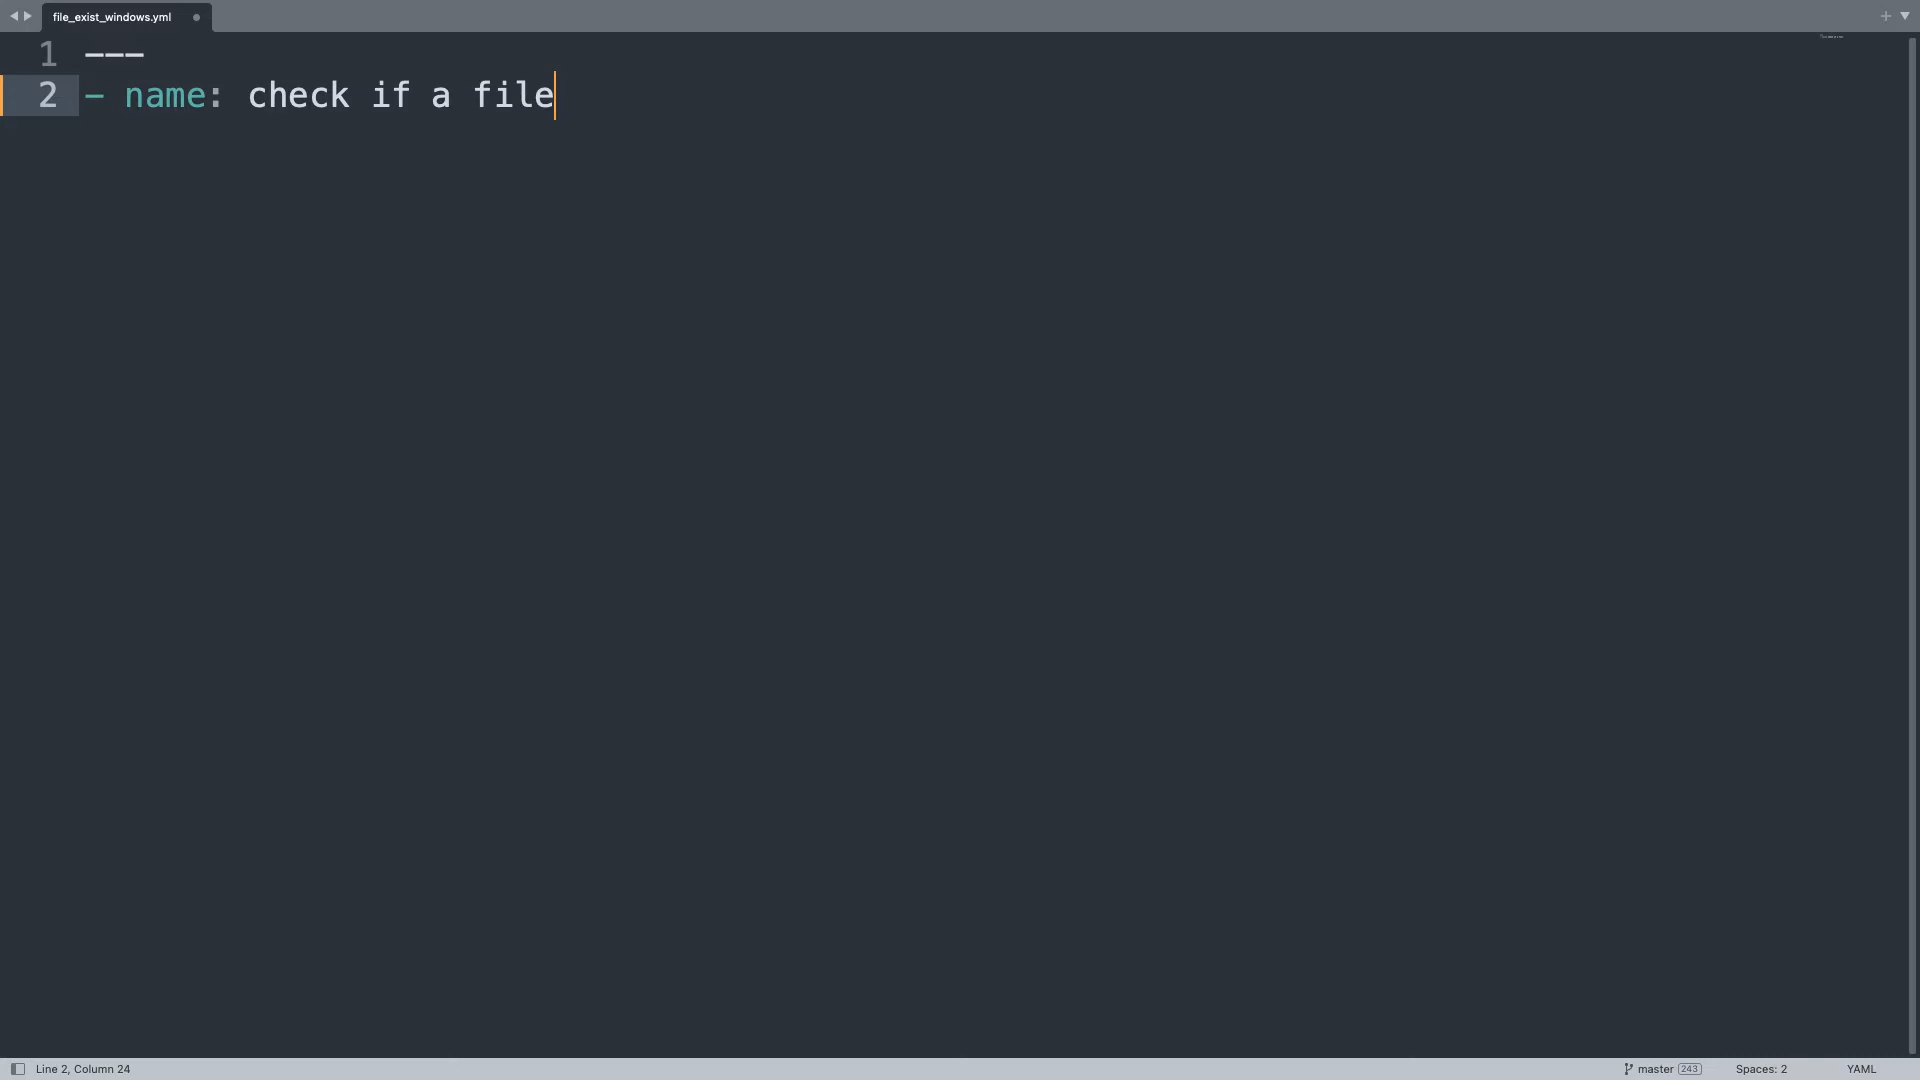 file_exist_windows.yml
1 ---
2 - name: check if a file
Line 2, Column 24
master 243
Spaces: 2
YAML